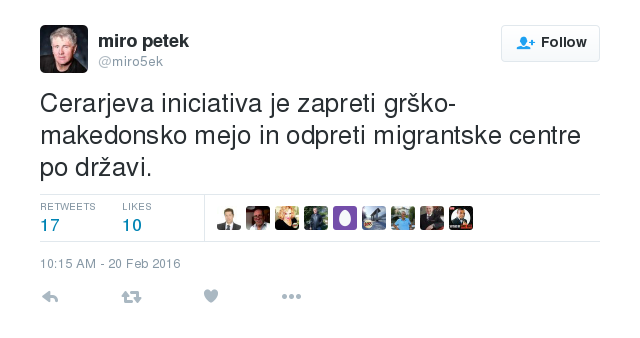 miro petek
@miro5ek
Follow
Cerarjeva iniciativa je zapreti grško-
makedonsko mejo in odpreti migrantske centre
po državi.
RETWEETS LIKES
17 10
10:15 AM - 20 Feb 2016